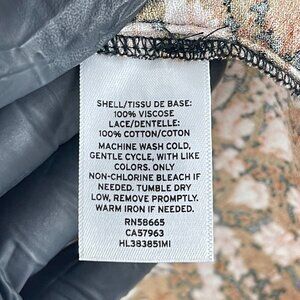 SHELL/TISSU DE BASE:
100% VISCOSE
LACE/DENTELLE:
100% COTTON/COTON
MACHINE WASH COLD,
GENTLE CYCLE, WITH LIKE
COLORS. ONLY
NON-CHLORINE BLEACH IF
NEEDED. TUMBLE DRY
LOW, REMOVE PROMPTLY.
WARM IRON IF NEEDED.
RN58665
CA57963
HL383851MI